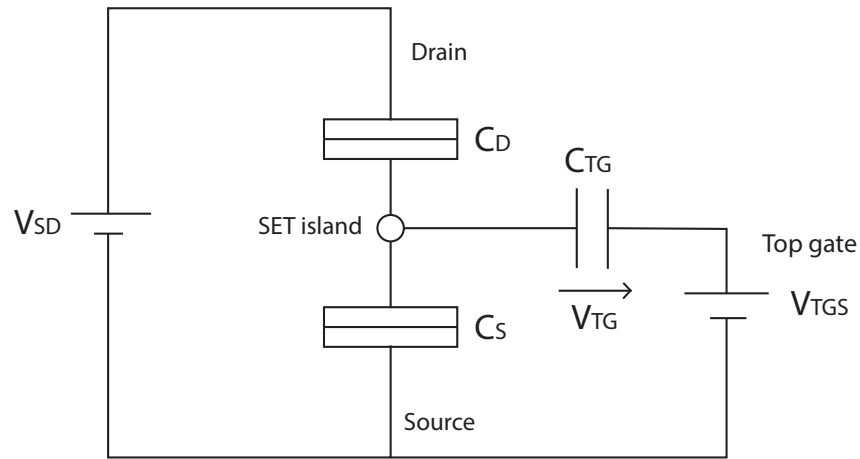 Drain
CD
CTG
VSD
SET island
Top gate
VTG
VTGS
CS
Source